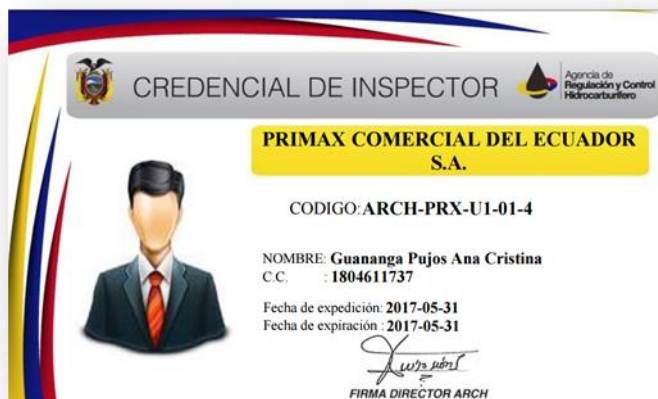 CREDENCIAL DE INSPECTOR
Agencia de
Regulación y Control
Hidrocarburífero
PRIMAX COMERCIAL DEL ECUADOR
S.A.
CODIGO:ARCH-PRX-U1-01-4
NOMBRE: Guananga Pujos Ana Cristina
C.C. : 1804611737
Fecha de expedición: 2017-05-31
Fecha de expiración : 2017-05-31
FIRMA DIRECTOR ARCH